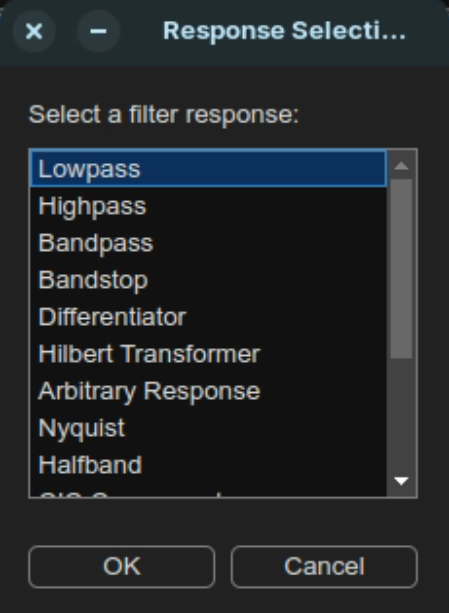 Response Selecti...
Select a filter response:
Lowpass
Highpass
Bandpass
Bandstop
Differentiator
Hilbert Transformer
Arbitrary Response
Nyquist
Halfband
OK
Cancel